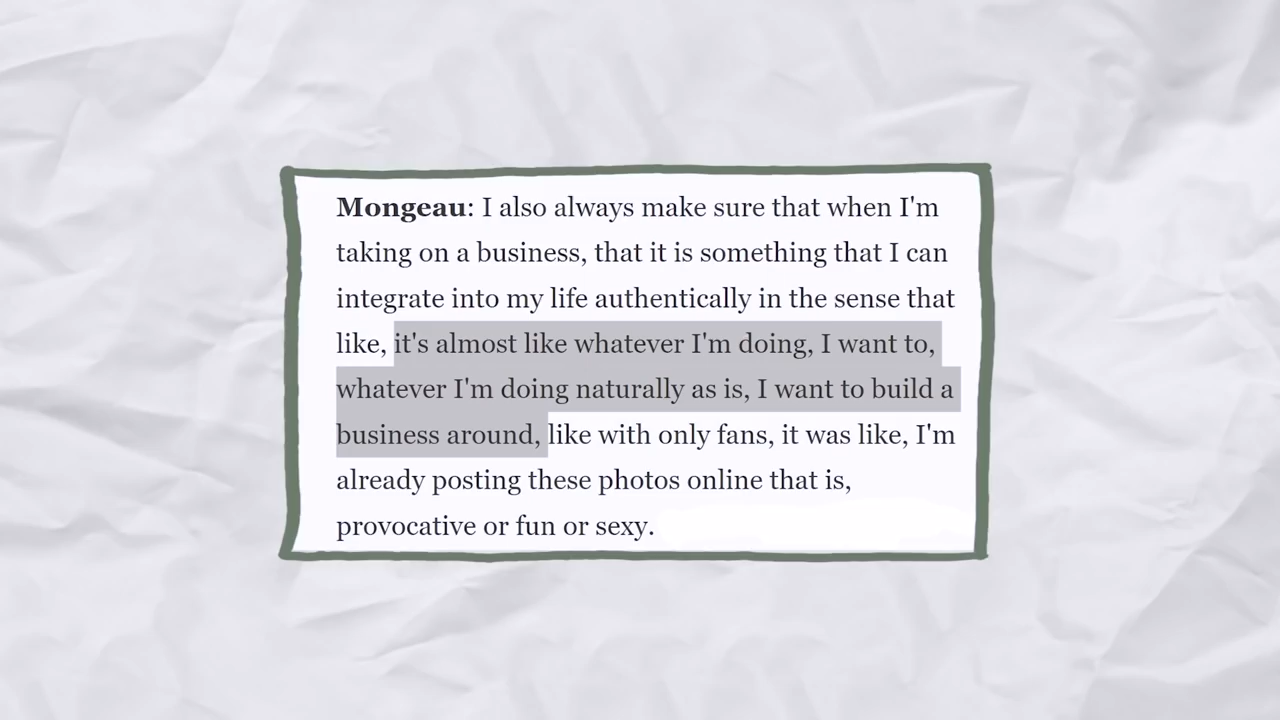 Mongeau: I also always make sure that when I'm
taking on a business, that it is something that I can
integrate into my life authentically in the sense that
like, it's almost like whatever I'm doing, I want to,
whatever I'm doing naturally as is, I want to build a
business around, like with only fans, it was like, I'm
already posting these photos online that is,
provocative or fun or sexy.